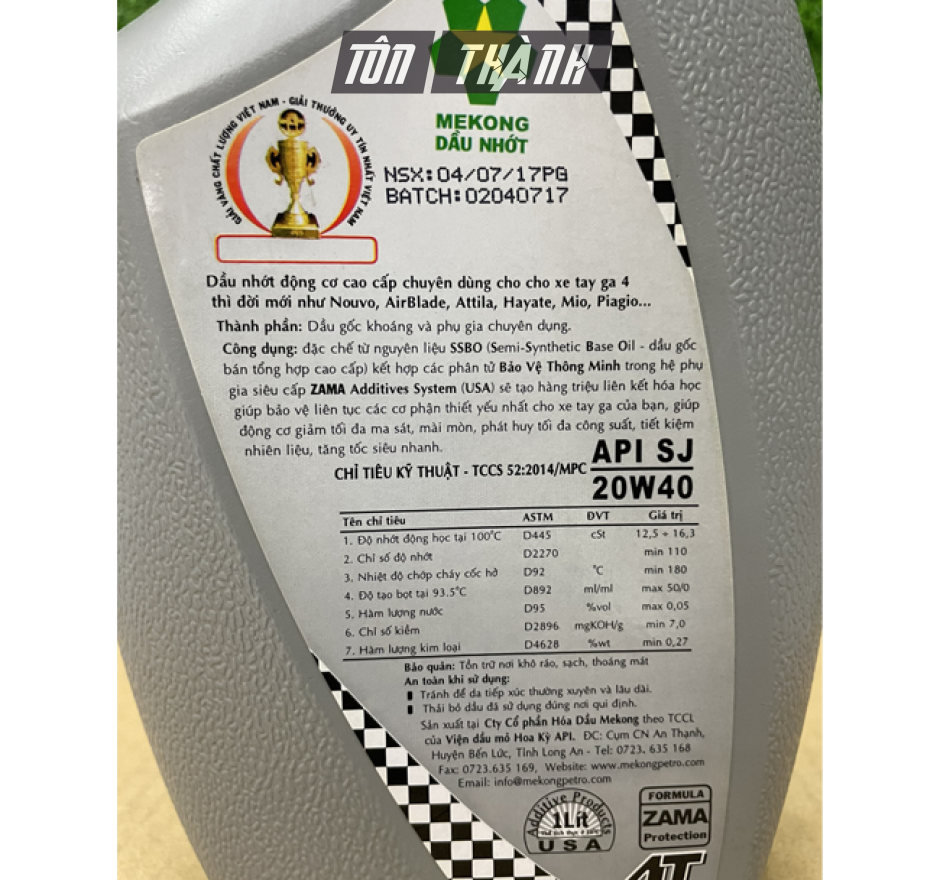 TÔN THÀNH
MEKONG
DẦU NHỚT
GIẢI VÀNG CHẤT LƯỢNG VIỆT NAM - GIẢI THƯỞNG UY TÍN NHẤT VIỆT NAM
NSX:04/07/17PG
BATCH:02040717
Dầu nhớt động cơ cao cấp chuyên dùng cho cho xe tay ga 4
thì đời mới như Nouvo, AirBlade, Attila, Hayate, Mio, Piagio...
Thành phần: Dầu gốc khoáng và phụ gia chuyên dụng.
Công dụng: đặc chế từ nguyên liệu SSBO (Semi-Synthetic Base Oil - dầu gốc
bán tổng hợp cao cấp) kết hợp các phân tử Bảo Vệ Thông Minh trong hệ phụ
gia siêu cấp ZAMA Additives System (USA) sẽ tạo hàng triệu liên kết hóa học
giúp bảo vệ liên tục các cơ phận thiết yếu nhất cho xe tay ga của bạn, giúp
động cơ giảm tối đa ma sát, mài mòn, phát huy tối đa công suất, tiết kiệm
nhiên liệu, tăng tốc siêu nhanh.
CHỈ TIÊU KỸ THUẬT - TCCS 52:2014/MPC
API SJ
20W40
Tên chỉ tiêu ASTM ĐVT Giá trị
1. Độ nhớt động học tại 100°C D445 cSt 12,5 ÷ 16,3
2. Chỉ số độ nhớt D2270 min 110
3. Nhiệt độ chớp cháy cốc hở D92 °C min 180
4. Độ tạo bọt tại 93.5°C D892 ml/ml max 50/0
5. Hàm lượng nước D95 %vol max 0,05
6. Chỉ số kiềm D2896 mgKOH/g min 7,0
7. Hàm lượng kim loại D4628 %wt min 0,27
Bảo quản: Tồn trữ nơi khô ráo, sạch, thoáng mát
An toàn khi sử dụng:
Tránh để da tiếp xúc thường xuyên và lâu dài.
Thải bỏ dầu đã sử dụng đúng nơi qui định.
Sản xuất tại Cty Cổ phần Hóa Dầu Mekong theo TCCL
của Viện dầu mỏ Hoa Kỳ API. ĐC: Cụm CN An Thạnh,
Huyện Bến Lức, Tỉnh Long An - Tel: 0723. 635 168
Fax: 0723.635 169, Website: www.mekongpetro.com
Email: info@mekongpetro.com
Additive Products
1Lít
USA
FORMULA
ZAMA
Protection
AT